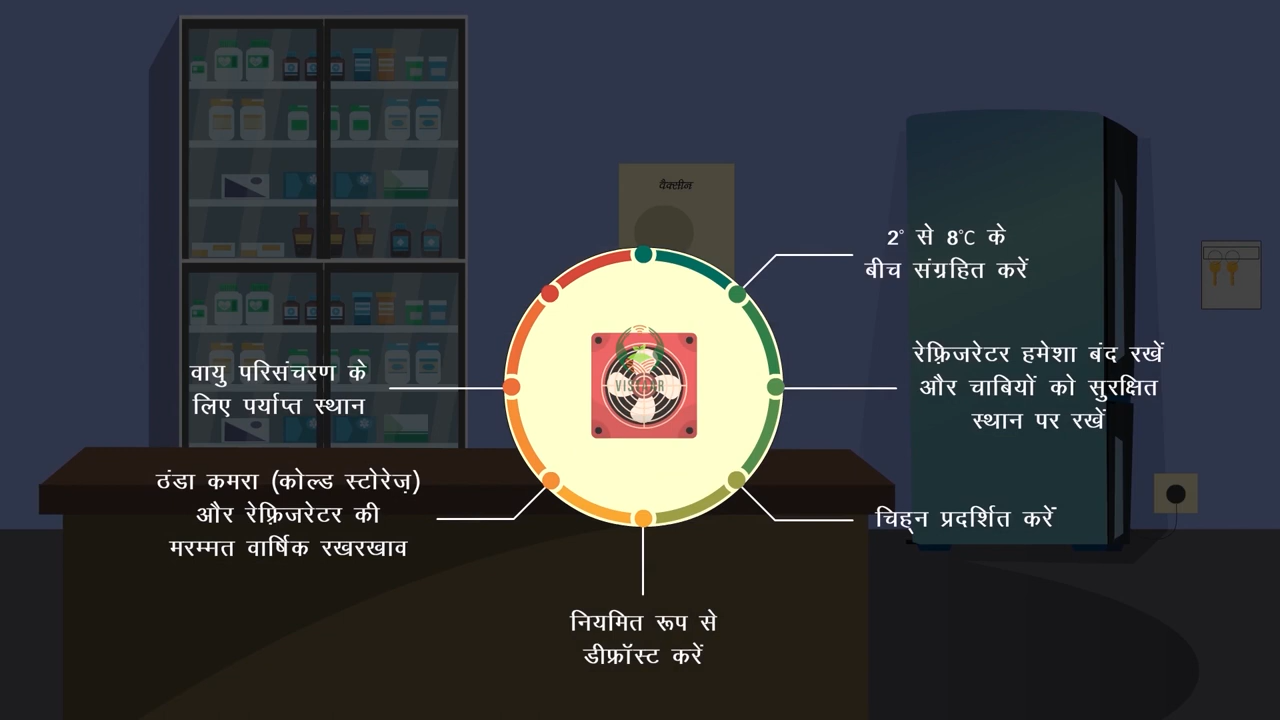 वैक्सीन
2° से 8°C के
बीच संग्रहित करें
रेफ़्रिजरेटर हमेशा बंद रखें
और चाबियों को सुरक्षित
स्थान पर रखें
चिह्न प्रदर्शित करें
नियमित रूप से
डीफ्रॉस्ट करें
ठंडा कमरा (कोल्ड स्टोरेज़)
और रेफ़्रिजरेटर की
मरम्मत वार्षिक रखरखाव
वायु परिसंचरण के
लिए पर्याप्त स्थान